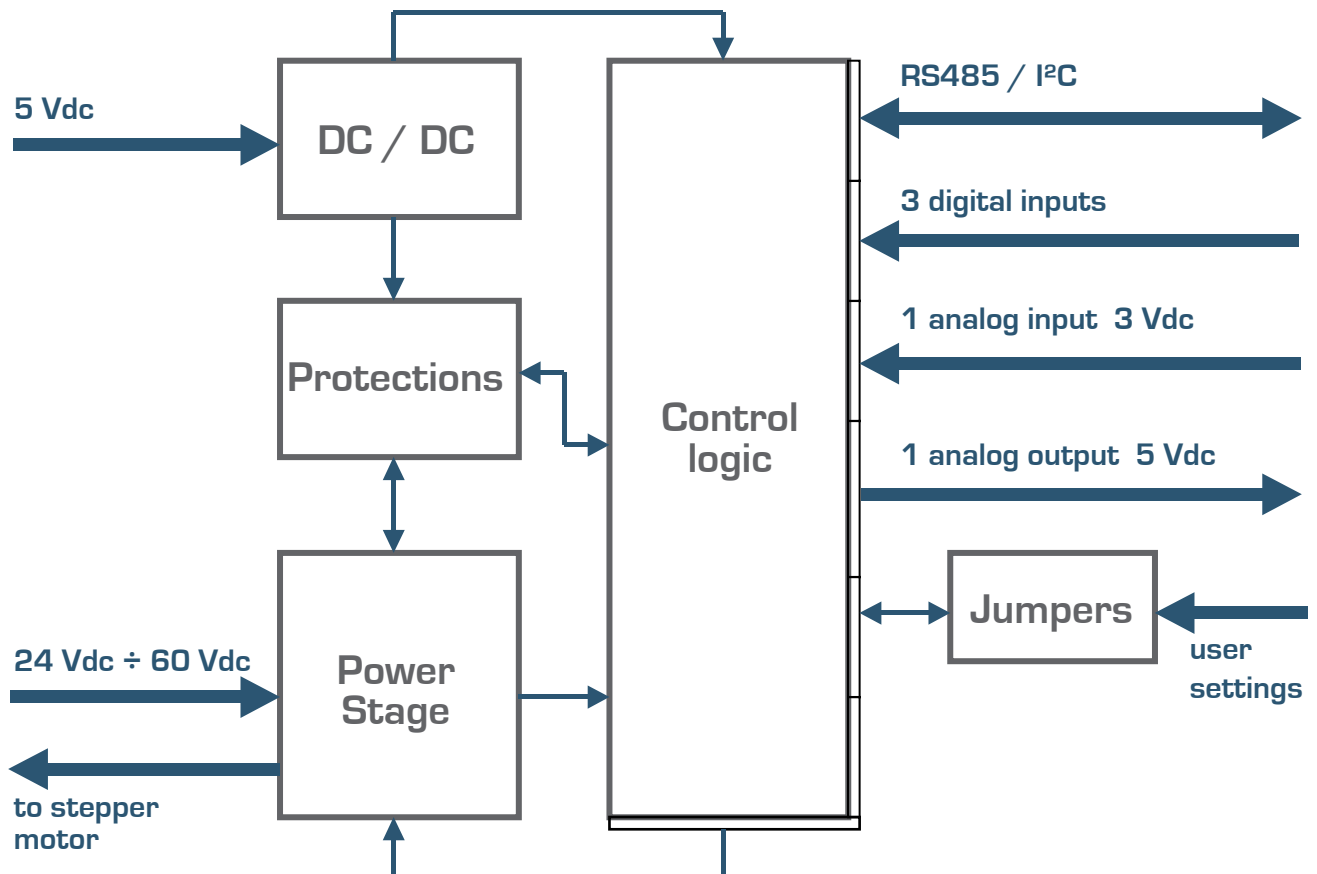 RS485 / I²C
5 Vdc
DC / DC
3 digital inputs
1 analog input 3 Vdc
Protections
Control
logic
1 analog output 5 Vdc
Jumpers
user
settings
24 Vdc ÷ 60 Vdc
Power
Stage
to stepper
motor